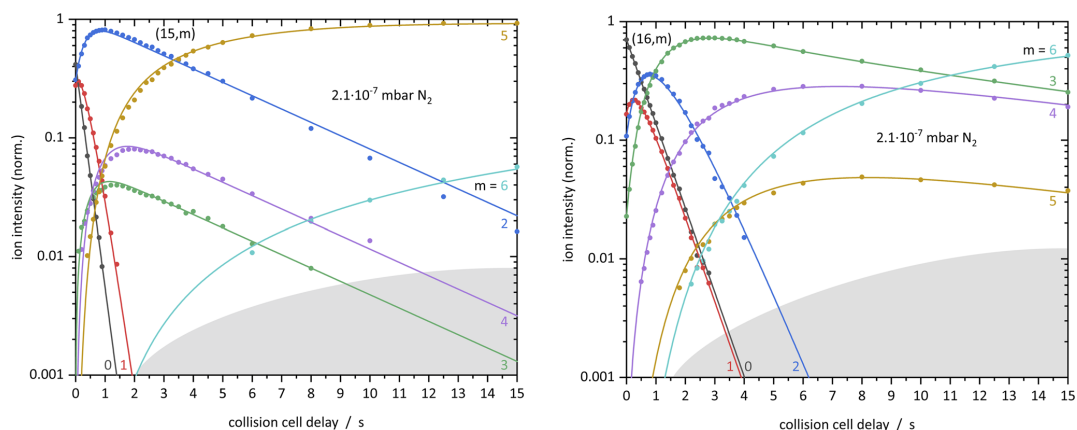 1
(15,m)
5
2.1·10⁻⁷ mbar N₂
0.1
m = 6
2
0.01
4
3
0 1
0.001
0 1 2 3 4 5 6 7 8 9 10 11 12 13 14 15
collision cell delay / s
ion intensity (norm.)
1
(16,m)
m = 6
3
4
0.1
2.1·10⁻⁷ mbar N₂
5
0.01
1 0 2
0.001
0 1 2 3 4 5 6 7 8 9 10 11 12 13 14 15
collision cell delay / s
ion intensity (norm.)